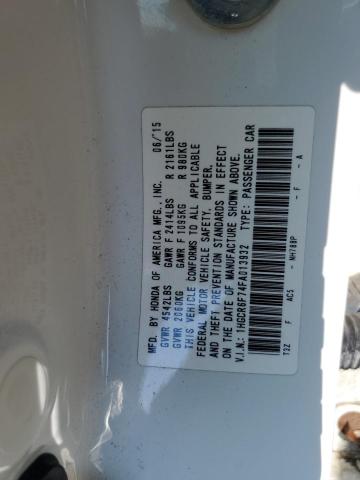 MFD. BY HONDA OF AMERICA MFG., INC. 06/15
GVWR 4542LBS GAWR F 2414LBS R 2161LBS
GVWR 2060KG GAWR F 1095KG R 980KG
THIS VEHICLE CONFORMS TO ALL APPLICABLE
FEDERAL MOTOR VEHICLE SAFETY, BUMPER,
AND THEFT PREVENTION STANDARDS IN EFFECT
ON THE DATE OF MANUFACTURE SHOWN ABOVE.
V.I.N.: 1HGCR6F74FA013932 TYPE: PASSENGER CAR
T3Z F AC5 - NH788P - F - A